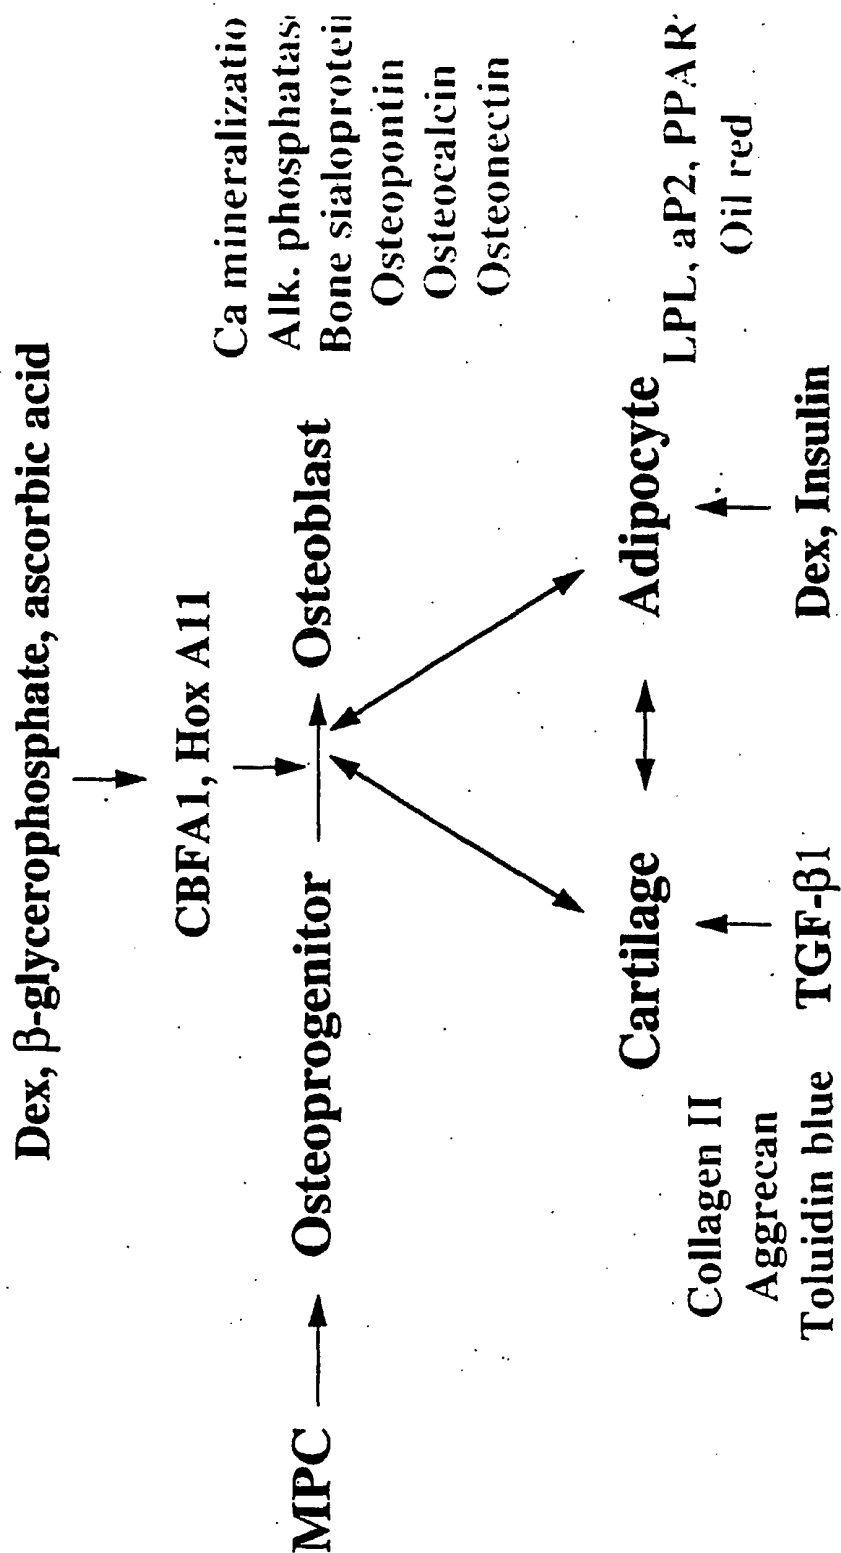 Dex, β-glycerophosphate, ascorbic acid
CBFA1, Hox A11
MPC
Osteoprogenitor
Osteoblast
Ca mineralizatio
Alk. phosphatas
Bone sialoprotei
Osteopontin
Osteocalcin
Osteonectin
Cartilage
Adipocyte
LPL, aP2, PPAR
Oil red
Collagen II
Aggrecan
Toluidin blue
TGF-β1
Dex, Insulin